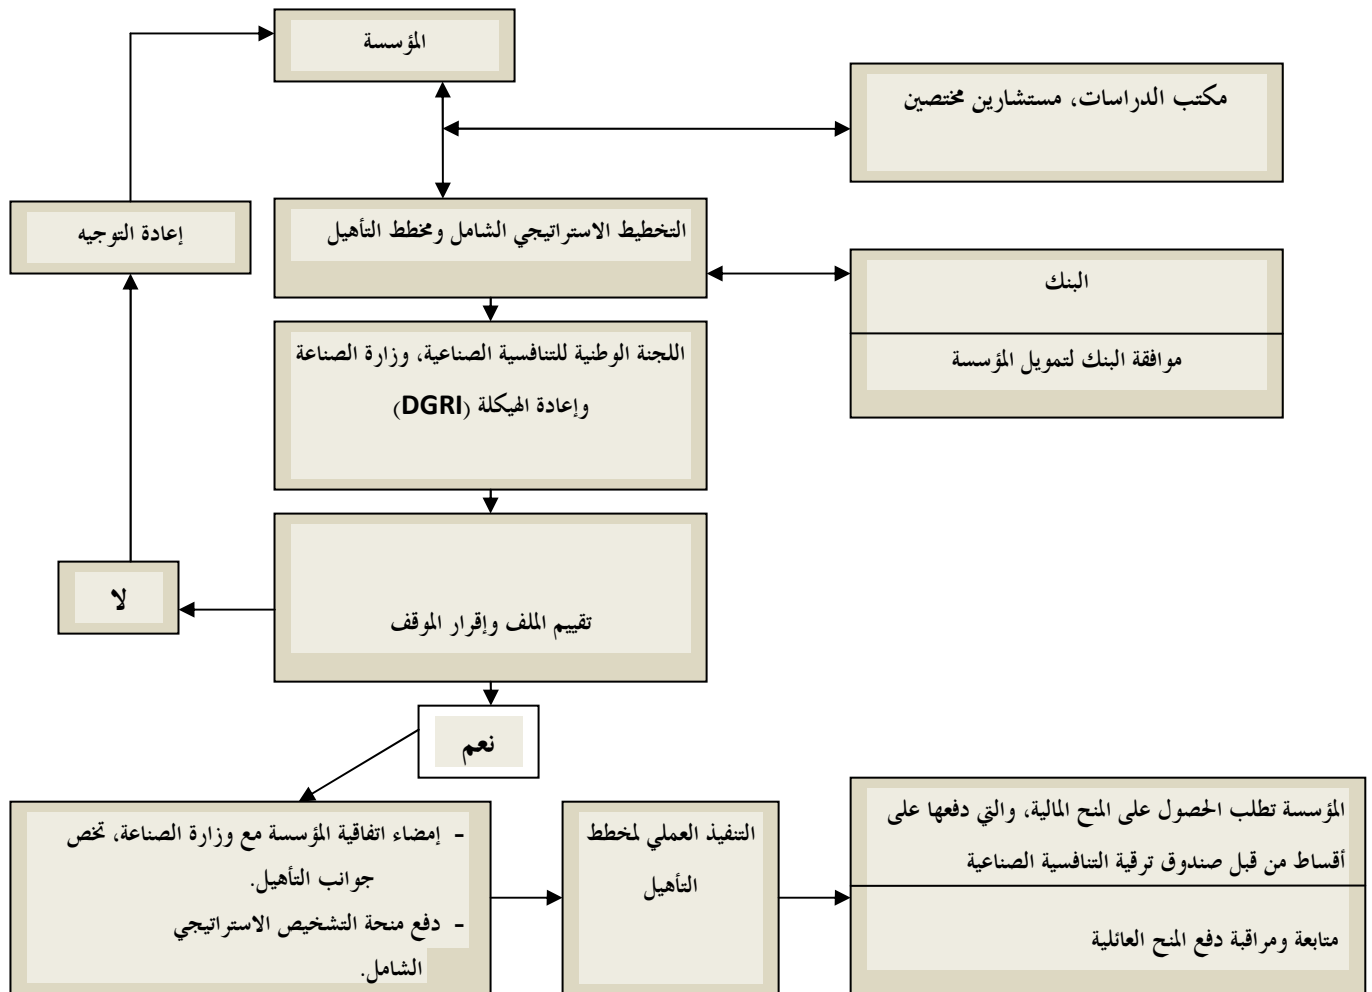 المؤسسة
مكتب الدراسات، مستشارين مختصين
إعادة التوجيه
التخطيط الاستراتيجي الشامل ومخطط التأهيل
البنك
موافقة البنك لتمويل المؤسسة
اللجنة الوطنية للتنافسية الصناعية، وزارة الصناعة
وإعادة الهيكلة (DGRI)
لا
تقييم الملف وإقرار الموقف
نعم
- إمضاء اتفاقية المؤسسة مع وزارة الصناعة، تخص
جوانب التأهيل.
- دفع منحة التشخيص الاستراتيجي
الشامل.
التنفيذ العملي لمخطط
التأهيل
المؤسسة تطلب الحصول على المنح المالية، والتي دفعها على
أقساط من قبل صندوق ترقية التنافسية الصناعية
متابعة ومراقبة دفع المنح العائلية